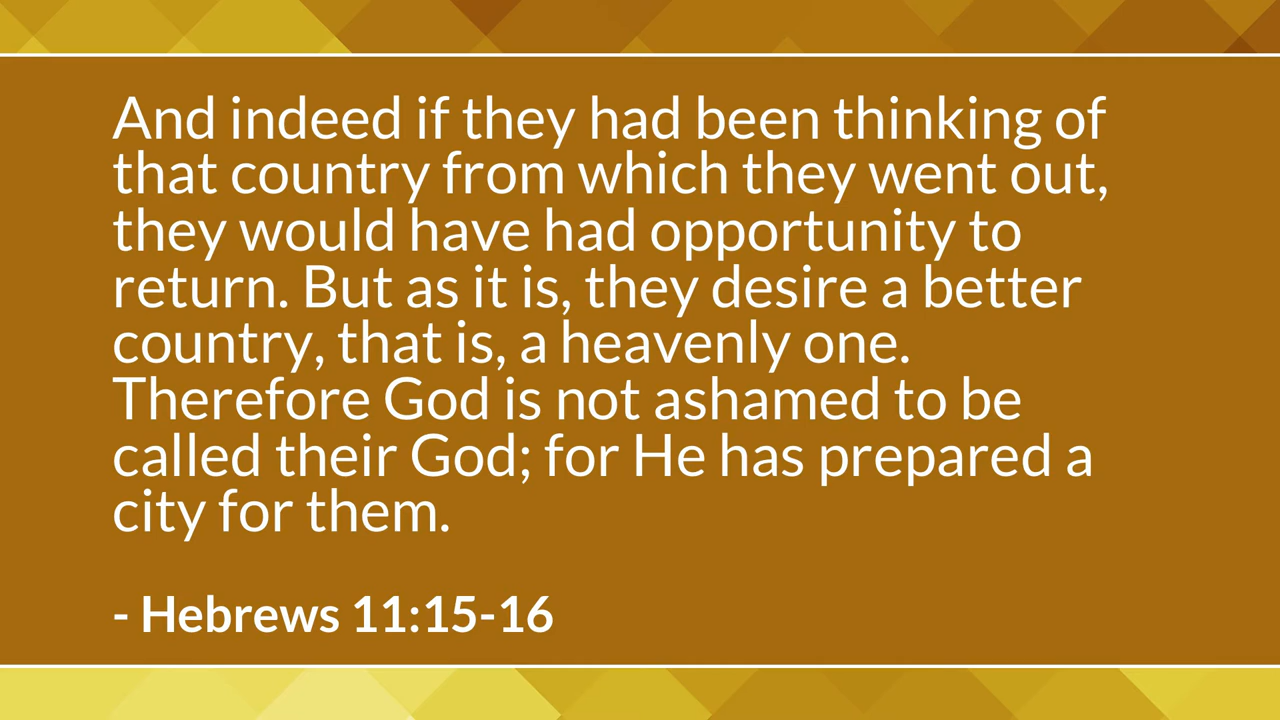 And indeed if they had been thinking of
that country from which they went out,
they would have had opportunity to
return. But as it is, they desire a better
country, that is, a heavenly one.
Therefore God is not ashamed to be
called their God; for He has prepared a
city for them.
- Hebrews 11:15-16